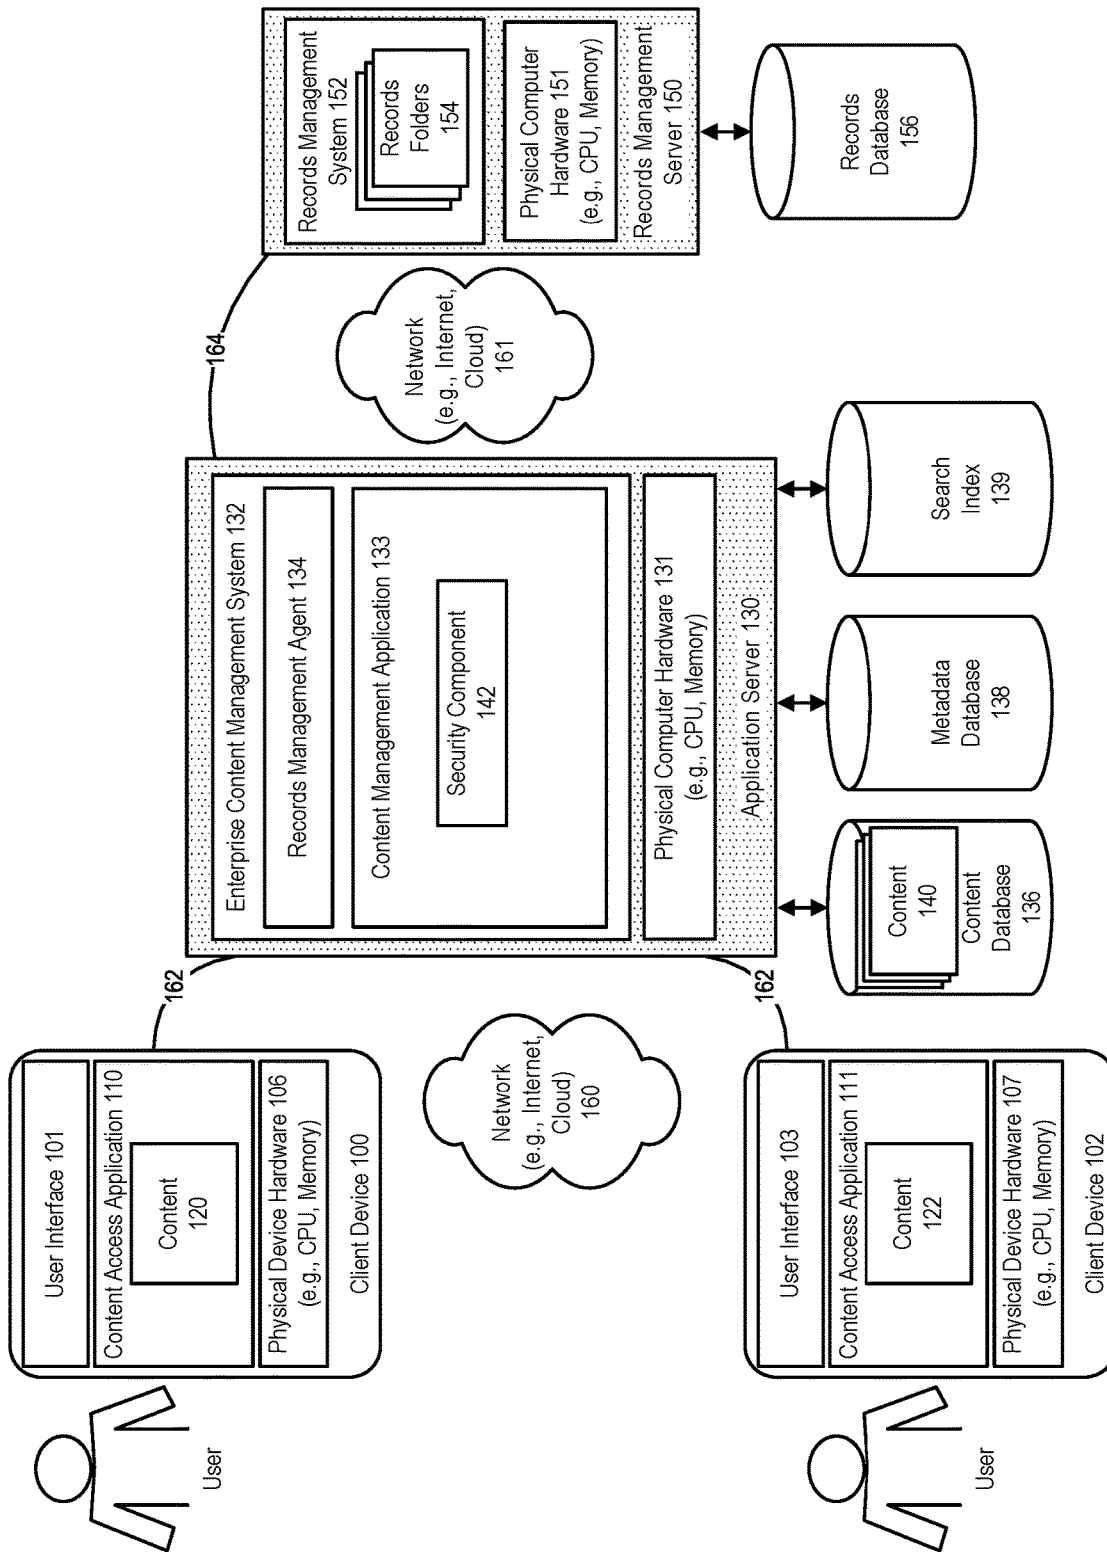 User
User Interface 101
Content Access Application 110
Content
120
Physical Device Hardware 106
(e.g., CPU, Memory)
Client Device 100
User
User Interface 103
Content Access Application 111
Content
122
Physical Device Hardware 107
(e.g., CPU, Memory)
Client Device 102
162
162
Network
(e.g., Internet,
Cloud)
160
Enterprise Content Management System 132
Records Management Agent 134
Content Management Application 133
Security Component
142
Physical Computer Hardware 131
(e.g., CPU, Memory)
Application Server 130
Content
140
Content
Database
136
Metadata
Database
138
Search
Index
139
164
Network
(e.g., Internet,
Cloud)
161
Records Management
System 152
Records
Folders
154
Physical Computer
Hardware 151
(e.g., CPU, Memory)
Records Management
Server 150
Records
Database
156